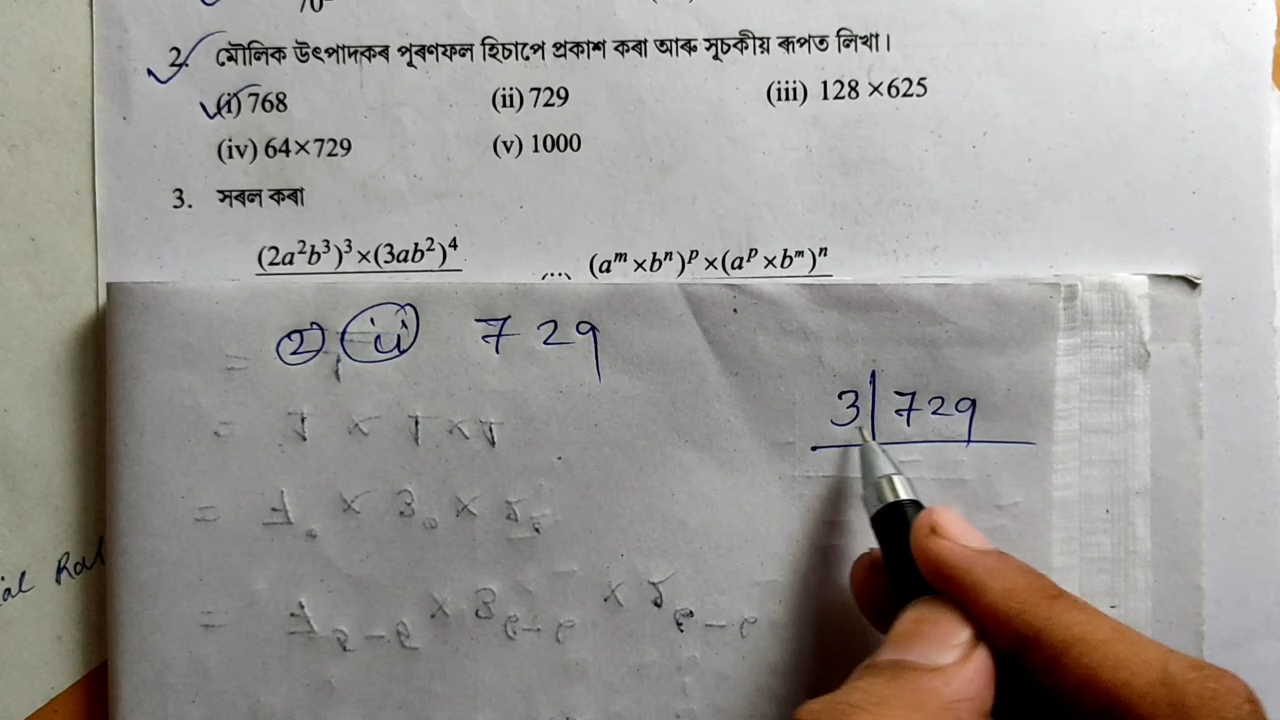 2. মৌলিক উৎপাদকৰ পূৰণফল হিচাপে প্ৰকাশ কৰা আৰু সূচকীয় ৰূপত লিখা।
(i) 768 (ii) 729 (iii) 128 ×625
(iv) 64×729 (v) 1000
3. সৰল কৰা
(2a²b³)³×(3ab²)⁴ (aᵐ×bⁿ)ᵖ×(aᵖ×bᵐ)ⁿ
2 ii 729
3 729